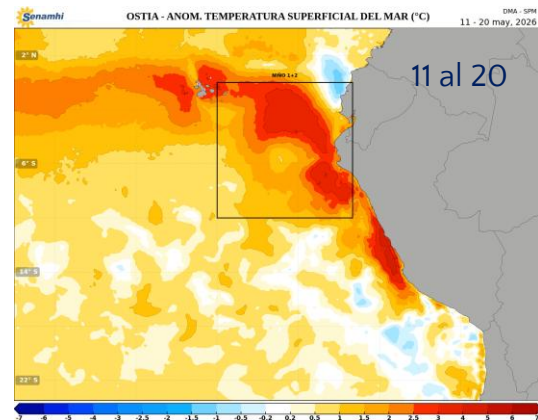 Senamhi
OSTIA - ANOM. TEMPERATURA SUPERFICIAL DEL MAR (°C)
DMA - SPM
11 - 20 may, 2026
11 al 20
2° N
NIÑO 1+2
6° S
14° S
22° S
-7 -6 -5 -4 -3 -2.5 -2 -1.5 -1 -0.5 -0.2 0.2 0.5 1 1.5 2 2.5 3 4 5 6 7